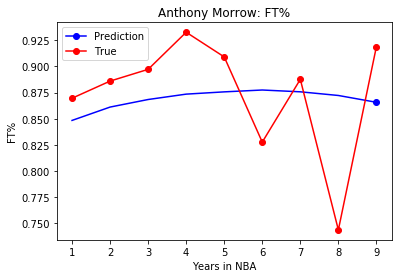 Anthony Morrow: FT%
Prediction
True
FT%
0.925
0.900
0.875
0.850
0.825
0.800
0.775
0.750
1 2 3 4 5 6 7 8 9
Years in NBA